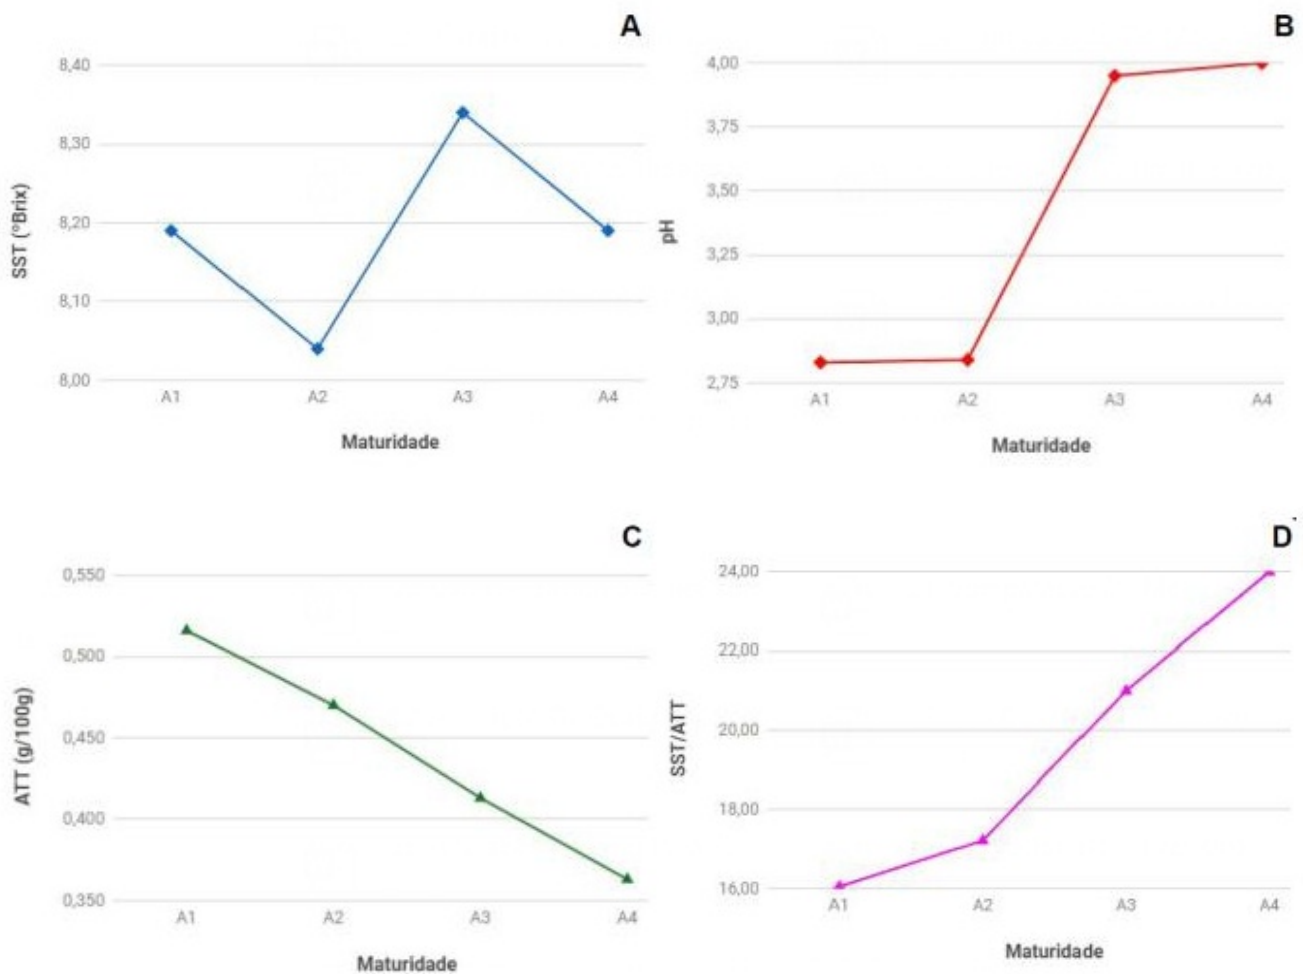 A
8,40
8,30
8,20
8,10
8,00
SST (ºBrix)
A1 A2 A3 A4
Maturidade
B
4,00
3,75
3,50
3,25
3,00
2,75
pH
A1 A2 A3 A4
Maturidade
C
0,550
0,500
0,450
0,400
0,350
ATT (g/100g)
A1 A2 A3 A4
Maturidade
D
24,00
22,00
20,00
18,00
16,00
SST/ATT
A1 A2 A3 A4
Maturidade